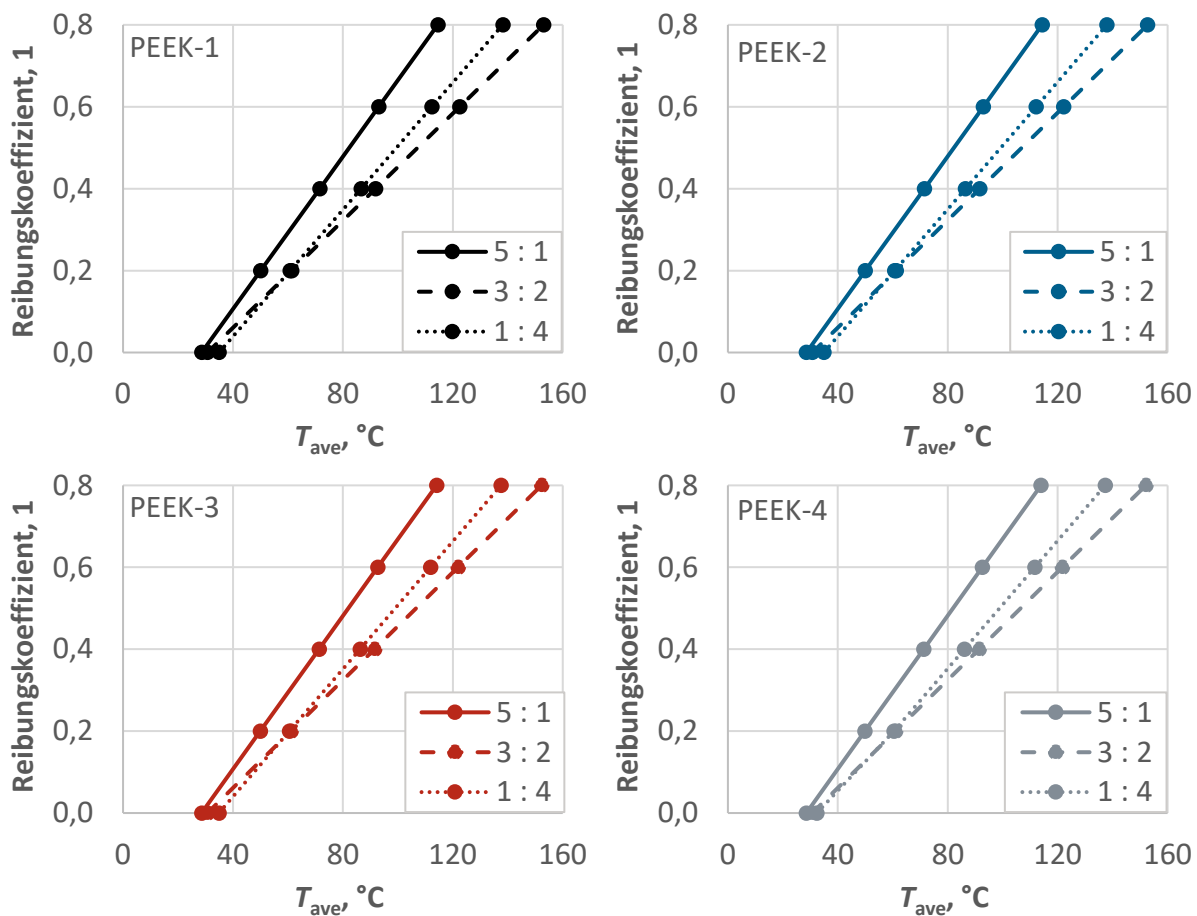 PEEK-1
Reibungskoeffizient, 1
0,8
0,6
0,4
0,2
0,0
5 : 1
3 : 2
1 : 4
0 40 80 120 160
Tave, °C
PEEK-2
Reibungskoeffizient, 1
0,8
0,6
0,4
0,2
0,0
5 : 1
3 : 2
1 : 4
0 40 80 120 160
Tave, °C
PEEK-3
Reibungskoeffizient, 1
0,8
0,6
0,4
0,2
0,0
5 : 1
3 : 2
1 : 4
0 40 80 120 160
Tave, °C
PEEK-4
Reibungskoeffizient, 1
0,8
0,6
0,4
0,2
0,0
5 : 1
3 : 2
1 : 4
0 40 80 120 160
Tave, °C